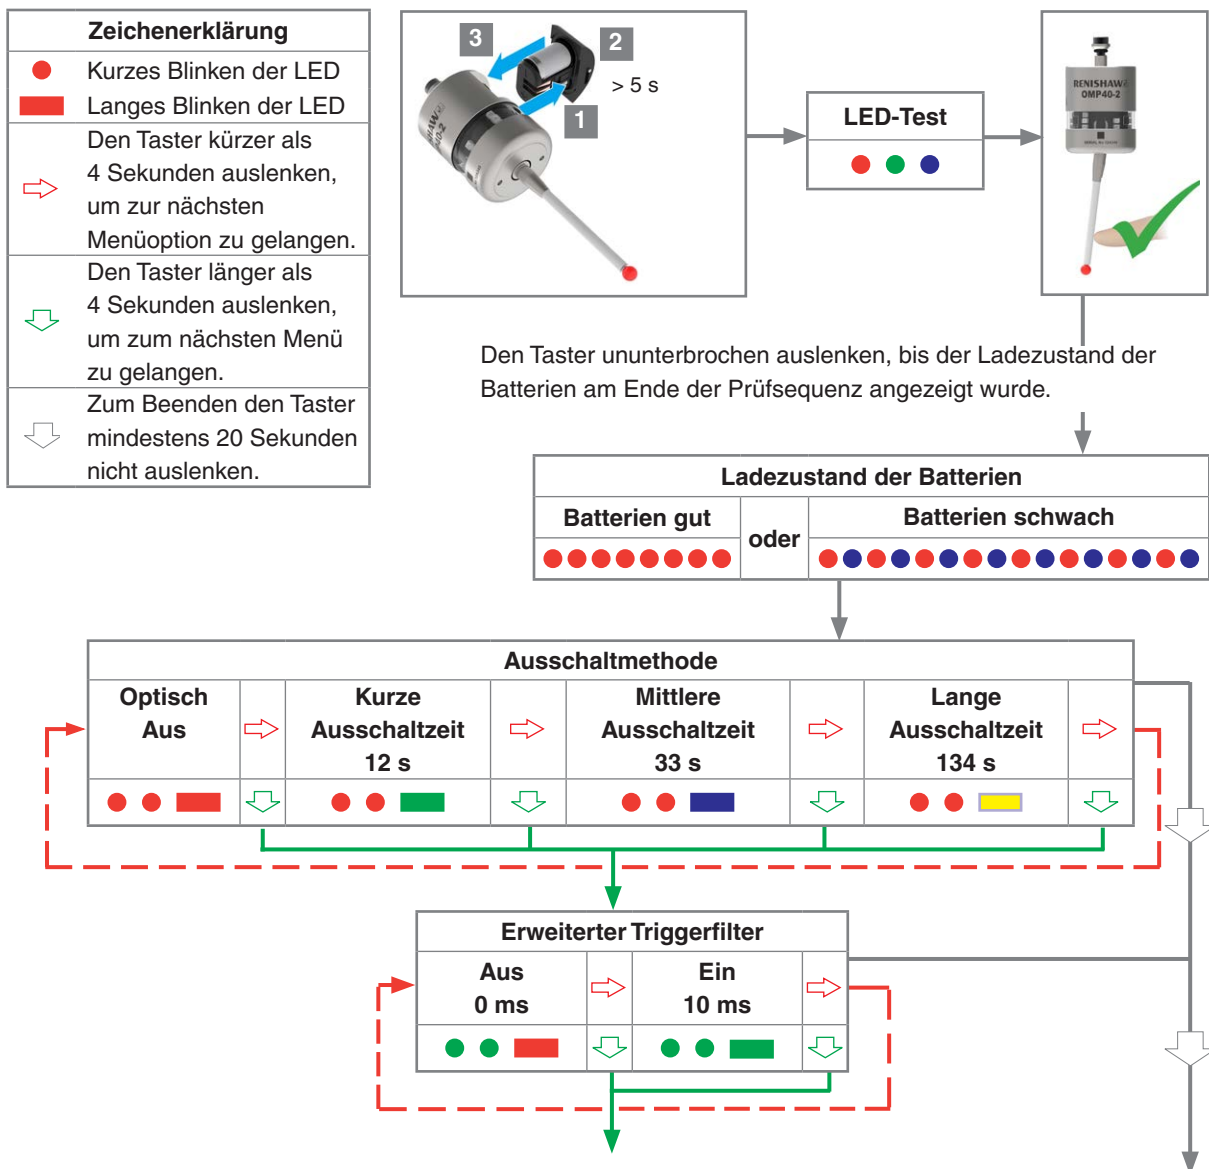 Zeichenerklärung
Kurzes Blinken der LED
Langes Blinken der LED
Den Taster kürzer als
4 Sekunden auslenken,
um zur nächsten
Menüoption zu gelangen.
Den Taster länger als
4 Sekunden auslenken,
um zum nächsten Menü
zu gelangen.
Zum Beenden den Taster
mindestens 20 Sekunden
nicht auslenken.
3
2
> 5 s
1
LED-Test
RENISHAW
OMP40-2
Den Taster ununterbrochen auslenken, bis der Ladezustand der
Batterien am Ende der Prüfsequenz angezeigt wurde.
Ladezustand der Batterien
Batterien gut
oder
Batterien schwach
Ausschaltmethode
Optisch
Aus
Kurze
Ausschaltzeit
12 s
Mittlere
Ausschaltzeit
33 s
Lange
Ausschaltzeit
134 s
Erweiterter Triggerfilter
Aus
0 ms
Ein
10 ms